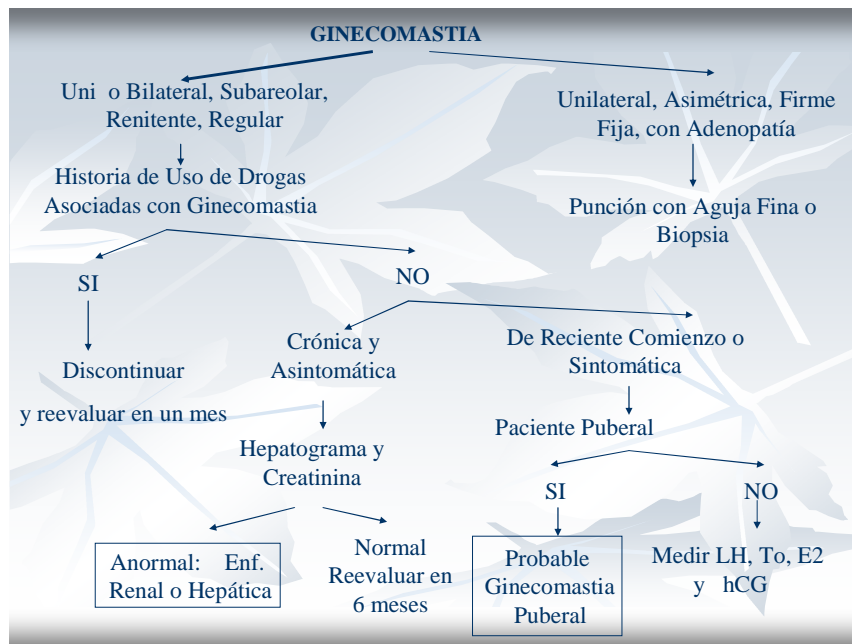 GINECOMASTIA
Uni o Bilateral, Subareolar,
Renitente, Regular
Unilateral, Asimétrica, Firme
Fija, con Adenopatía
Historia de Uso de Drogas
Asociadas con Ginecomastia
Punción con Aguja Fina o
Biopsia
SI
NO
Discontinuar
y reevaluar en un mes
Crónica y
Asintomática
De Reciente Comienzo o
Sintomática
Hepatograma y
Creatinina
Paciente Puberal
SI
NO
Anormal: Enf.
Renal o Hepática
Normal
Reevaluar en
6 meses
Probable
Ginecomastia
Puberal
Medir LH, To, E2
y hCG